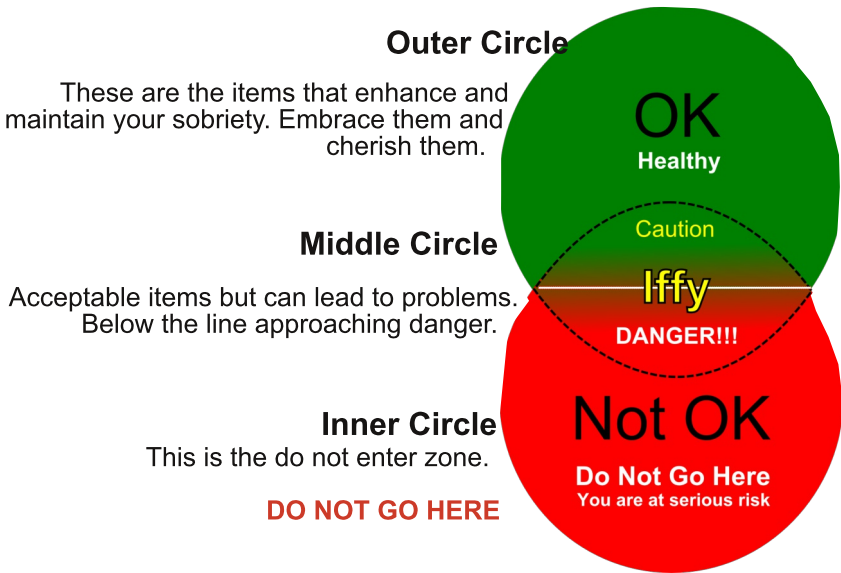 Outer Circle
These are the items that enhance and
maintain your sobriety. Embrace them and
cherish them.
OK
Healthy
Middle Circle
Acceptable items but can lead to problems.
Below the line approaching danger.
Caution
Iffy
DANGER!!!
Inner Circle
This is the do not enter zone.
DO NOT GO HERE
Not OK
Do Not Go Here
You are at serious risk